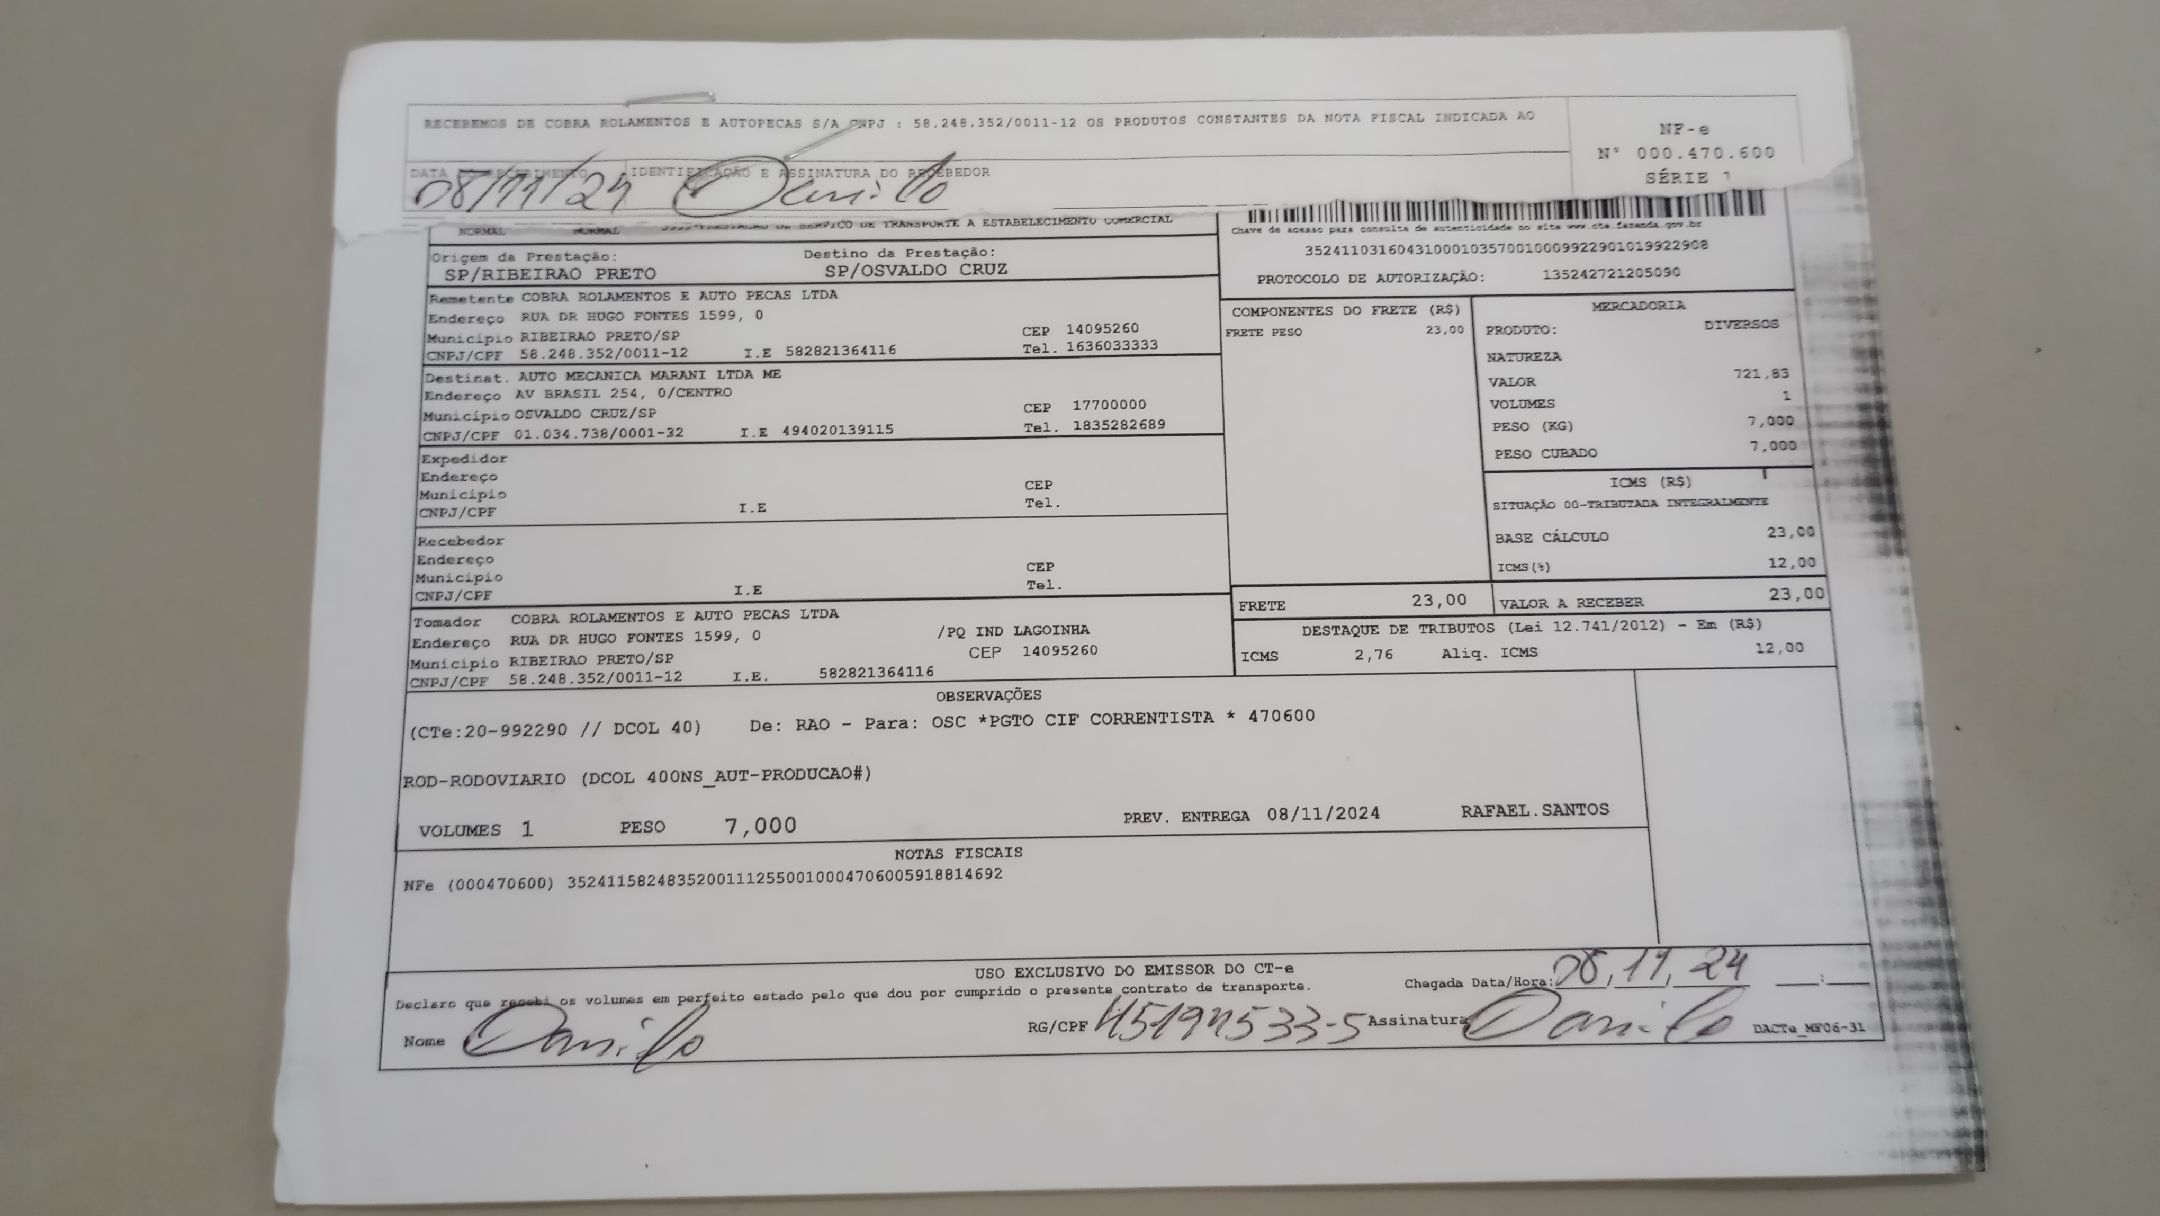 RECEBEMOS DE COBRA ROLAMENTOS E AUTOPECAS S/A CNPJ : 58.248.352/0011-12 OS PRODUTOS CONSTANTES DA NOTA FISCAL INDICADA AO
NF-e
N° 000.470.600
SÉRIE 1
DATA DO RECEBIMENTO IDENTIFICAÇÃO E ASSINATURA DO RECEBEDOR
08/11/24 Danilo
NORMAL NORMAL PRESTAÇAO DE SERVICO DE TRANSPORTE A ESTABELECIMENTO COMERCIAL
Chave de acesso para consulta de autenticidade no site www.cte.fazenda.gov.br
35241103160431000103570010009922901019922908
PROTOCOLO DE AUTORIZAÇÃO: 135242721205090
Origem da Prestação: Destino da Prestação:
SP/RIBEIRAO PRETO SP/OSVALDO CRUZ
Remetente COBRA ROLAMENTOS E AUTO PECAS LTDA
Endereço RUA DR HUGO FONTES 1599, 0
Município RIBEIRAO PRETO/SP CEP 14095260
CNPJ/CPF 58.248.352/0011-12 I.E 582821364116 Tel. 1636033333
Destinat. AUTO MECANICA MARANI LTDA ME
Endereço AV BRASIL 254, 0/CENTRO
Município OSVALDO CRUZ/SP CEP 17700000
CNPJ/CPF 01.034.738/0001-32 I.E 494020139115 Tel. 1835282689
Expedidor
Endereço
Município CEP
CNPJ/CPF I.E Tel.
Recebedor
Endereço
Município CEP
CNPJ/CPF I.E Tel.
Tomador COBRA ROLAMENTOS E AUTO PECAS LTDA
Endereço RUA DR HUGO FONTES 1599, 0 /PQ IND LAGOINHA
Município RIBEIRAO PRETO/SP CEP 14095260
CNPJ/CPF 58.248.352/0011-12 I.E. 582821364116
COMPONENTES DO FRETE (R$)
FRETE PESO 23,00
MERCADORIA
PRODUTO: DIVERSOS
NATUREZA
VALOR 721,83
VOLUMES 1
PESO (KG) 7,000
PESO CUBADO 7,000
ICMS (R$)
SITUAÇÃO 00-TRIBUTADA INTEGRALMENTE
BASE CÁLCULO 23,00
ICMS(%) 12,00
FRETE 23,00 VALOR A RECEBER 23,00
DESTAQUE DE TRIBUTOS (Lei 12.741/2012) - Em (R$)
ICMS 2,76 Aliq. ICMS 12,00
OBSERVAÇÕES
(CTe:20-992290 // DCOL 40) De: RAO - Para: OSC *PGTO CIF CORRENTISTA * 470600
ROD-RODOVIARIO (DCOL 400NS_AUT-PRODUCAO#)
VOLUMES 1 PESO 7,000 PREV. ENTREGA 08/11/2024 RAFAEL.SANTOS
NOTAS FISCAIS
NFe (000470600) 35241158248352001112550010004706005918814692
USO EXCLUSIVO DO EMISSOR DO CT-e
Declaro que recebi os volumes em perfeito estado pelo que dou por cumprido o presente contrato de transporte. Chegada Data/Hora: 08,11,24 :
Nome Danilo RG/CPF 45194533-5 Assinatura Danilo DACTe_MF06-31